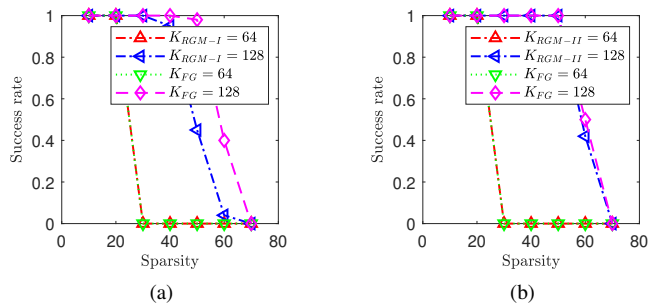 1
0.8
0.6
0.4
0.2
0
Success rate
0 20 40 60 80
Sparsity
K_{RGM-I} = 64
K_{RGM-I} = 128
K_{FG} = 64
K_{FG} = 128
(a)
1
0.8
0.6
0.4
0.2
0
Success rate
0 20 40 60 80
Sparsity
K_{RGM-II} = 64
K_{RGM-II} = 128
K_{FG} = 64
K_{FG} = 128
(b)